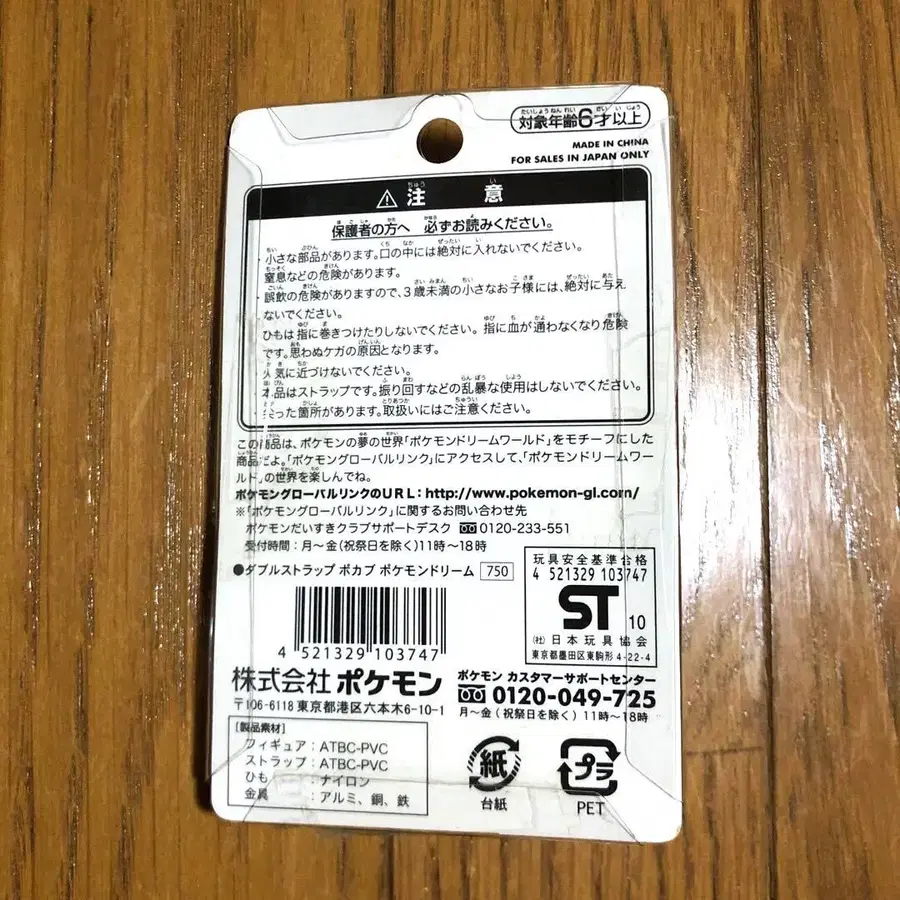 対象年齢6才以上
MADE IN CHINA
FOR SALES IN JAPAN ONLY
⚠注意
保護者の方へ 必ずお読みください。
・小さな部品があります。口の中には絶対に入れないでください。
窒息などの危険があります。
・誤飲の危険がありますので、3歳未満の小さなお子様には、絶対に与え
ないでください。
ひもは指に巻きつけたりしないでください。指に血が通わなくなり危険
です。思わぬケガの原因となります。
火気に近づけないでください。
本品はストラップです。振り回すなどの乱暴な使用はしないでください。
尖った箇所があります。取扱いにはご注意ください。
この商品は、ポケモンの夢の世界「ポケモンドリームワールド」をモチーフにした
商品だよ。「ポケモングローバルリンク」にアクセスして、「ポケモンドリームワー
ルド」の世界を楽しんでね。
ポケモングローバルリンクのURL:http://www.pokemon-gl.com/
※「ポケモングローバルリンク」に関するお問い合わせ先
ポケモンだいすきクラブサポートデスク 0120-233-551
受付時間:月〜金(祝祭日を除く)11時〜18時
●ダブルストラップ ポカブ ポケモンドリーム 750
4 521329 103747
玩具安全基準合格
4 521329 103747
ST 10
(社)日本玩具協会
東京都墨田区東駒形4-22-4
株式会社ポケモン
〒106-6118 東京都港区六本木6-10-1
ポケモン カスタマーサポートセンター
0120-049-725
月〜金(祝祭日を除く)11時〜18時
[製品素材]
フィギュア:ATBC-PVC
ストラップ:ATBC-PVC
ひも :ナイロン
金具 :アルミ、銅、鉄
紙
台紙
プラ
PET